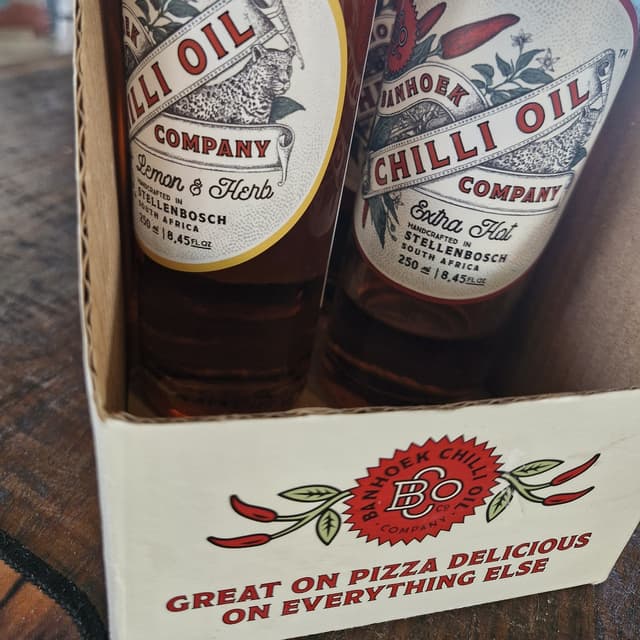 CHILLI OIL
COMPANY
Lemon & Herb
HANDCRAFTED IN
STELLENBOSCH
SOUTH AFRICA
250 ml | 8,45 FL OZ
BANHOEK
CHILLI OIL
TM
COMPANY
Extra Hot
HANDCRAFTED IN
STELLENBOSCH
SOUTH AFRICA
250 ml | 8,45 FL OZ
BANHOEK CHILLI OIL
BCo
COMPANY
GREAT ON PIZZA DELICIOUS
ON EVERYTHING ELSE